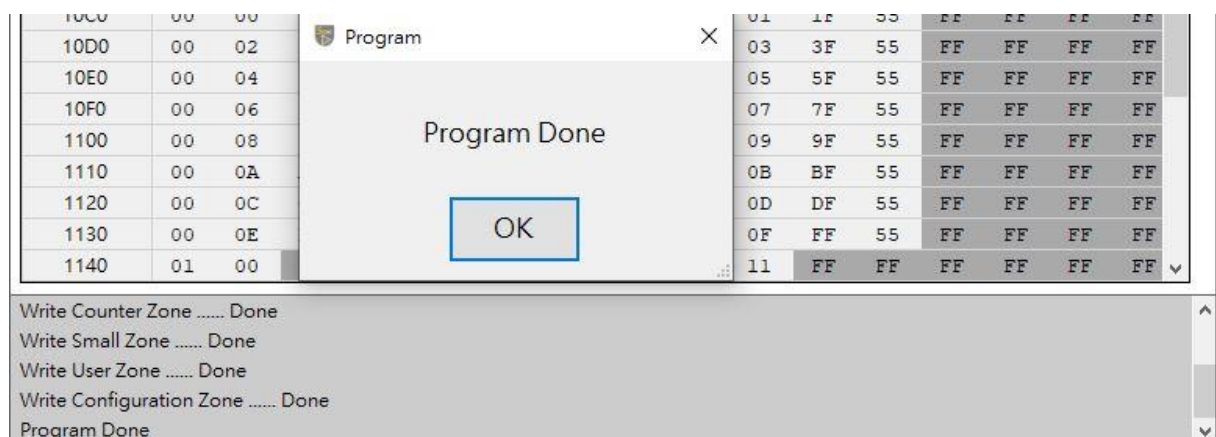 10C0 00 00 01 1F 55 FF FF FF FF
Program
10D0 00 02 03 3F 55 FF FF FF FF
10E0 00 04 05 5F 55 FF FF FF FF
10F0 00 06 07 7F 55 FF FF FF FF
Program Done
1100 00 08 09 9F 55 FF FF FF FF
1110 00 0A 0B BF 55 FF FF FF FF
1120 00 0C 0D DF 55 FF FF FF FF
OK
1130 00 0E 0F FF 55 FF FF FF FF
1140 01 00 11 FF FF FF FF FF FF
Write Counter Zone ...... Done
Write Small Zone ...... Done
Write User Zone ...... Done
Write Configuration Zone ...... Done
Program Done